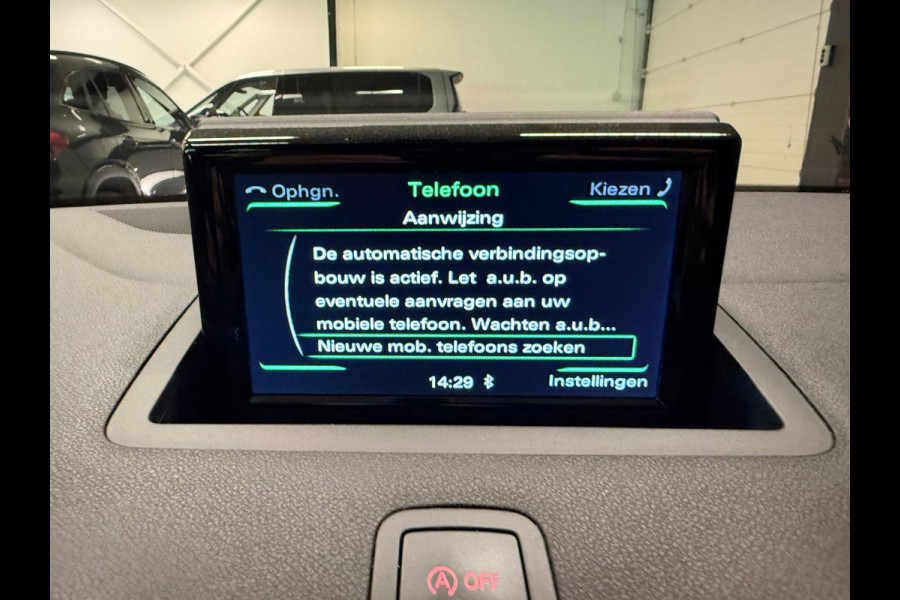 Ophgn. Telefoon Kiezen
Aanwijzing
De automatische verbindingsop-
bouw is actief. Let a.u.b. op
eventuele aanvragen aan uw
mobiele telefoon. Wachten a.u.b...
Nieuwe mob. telefoons zoeken
14:29 Instellingen
A OFF